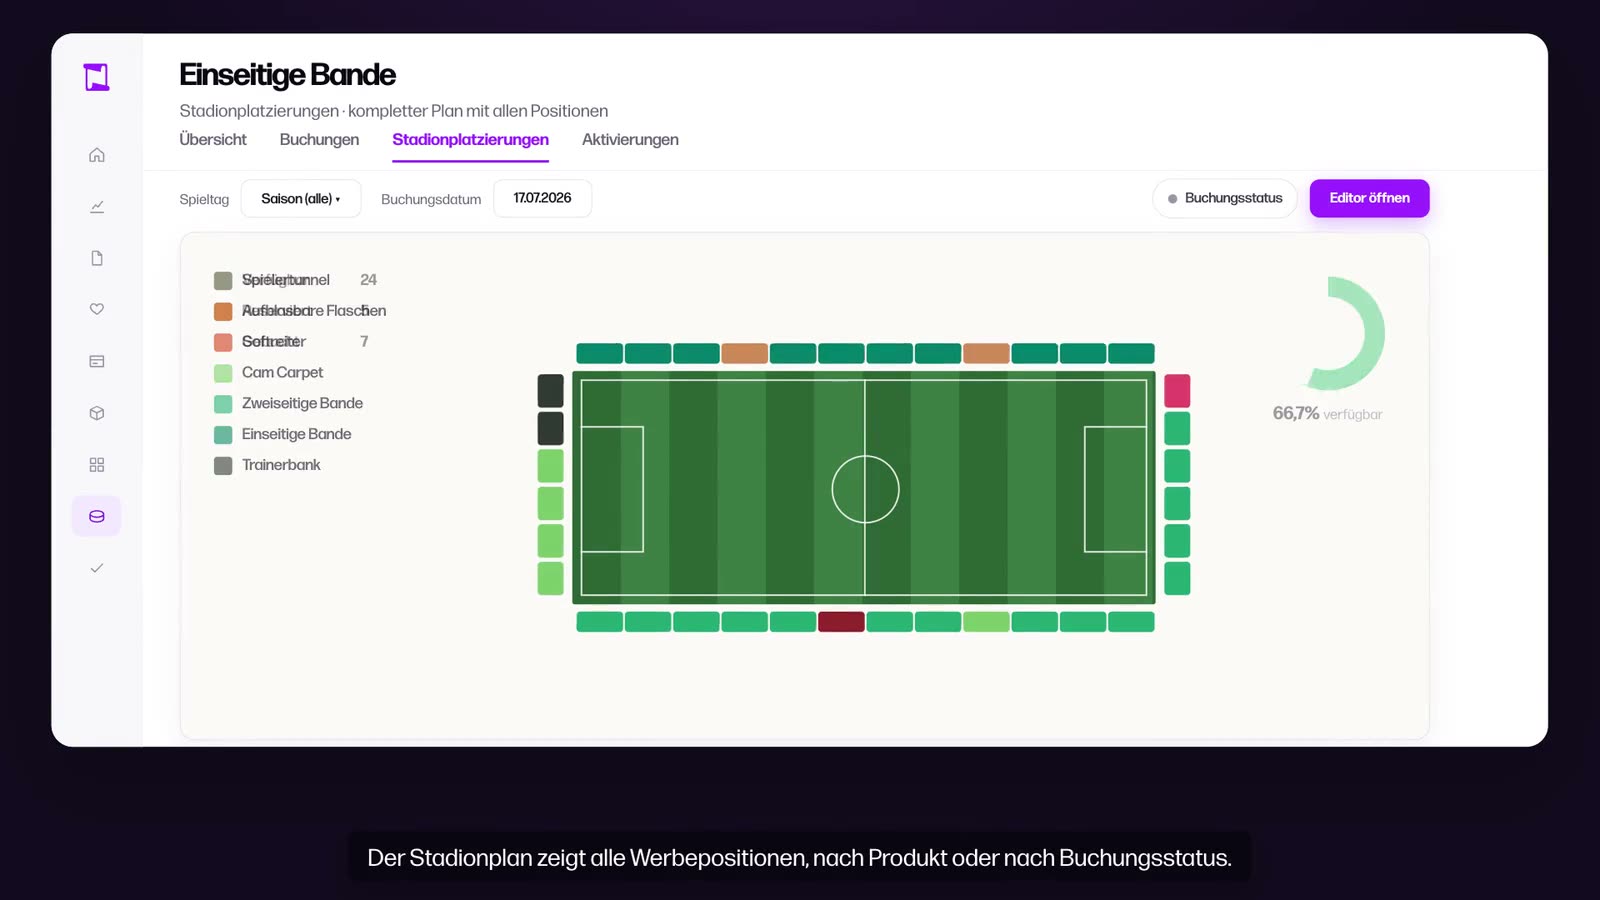 Einseitige Bande
Stadionplatzierungen · kompletter Plan mit allen Positionen
Übersicht Buchungen Stadionplatzierungen Aktivierungen
Spieltag Saison (alle) ▾ Buchungsdatum 17.07.2026 Buchungsstatus Editor öffnen
24
Aufblasbare Flaschen
7
Cam Carpet
Zweiseitige Bande
Einseitige Bande
Trainerbank
66,7% verfügbar
Der Stadionplan zeigt alle Werbepositionen, nach Produkt oder nach Buchungsstatus.